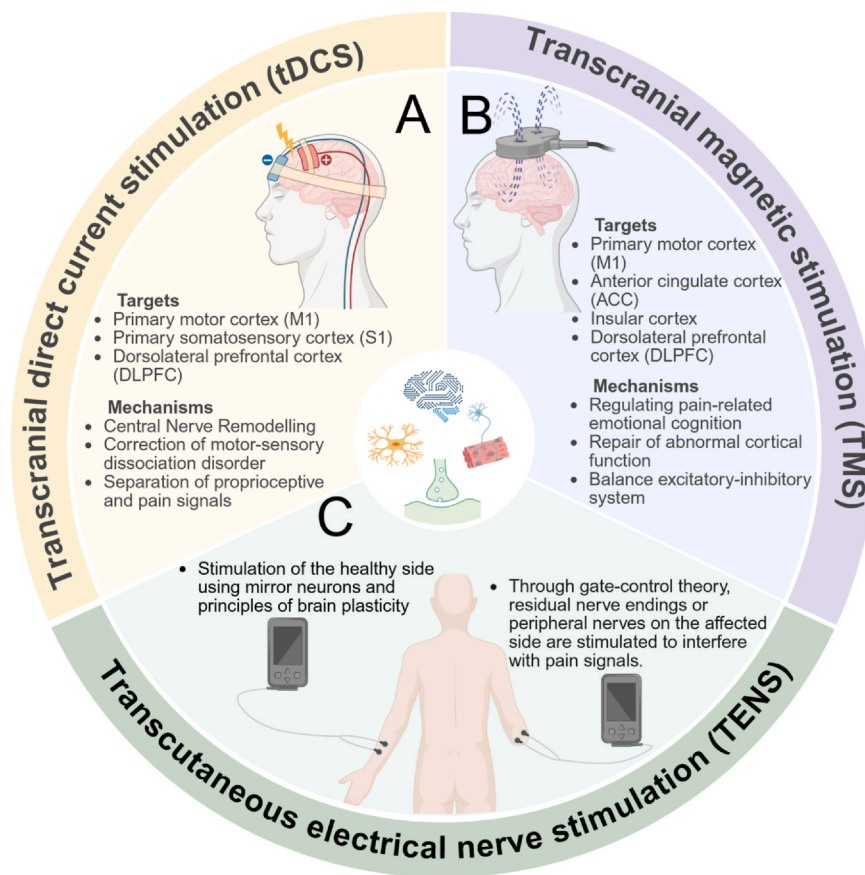 Transcranial direct current stimulation (tDCS)
A
Targets
• Primary motor cortex (M1)
• Primary somatosensory cortex (S1)
• Dorsolateral prefrontal cortex
(DLPFC)
Mechanisms
• Central Nerve Remodelling
• Correction of motor-sensory
dissociation disorder
• Separation of proprioceptive
and pain signals
Transcranial magnetic stimulation (TMS)
B
Targets
• Primary motor cortex
(M1)
• Anterior cingulate cortex
(ACC)
• Insular cortex
• Dorsolateral prefrontal
cortex (DLPFC)
Mechanisms
• Regulating pain-related
emotional cognition
• Repair of abnormal cortical
function
• Balance excitatory-inhibitory
system
C
• Stimulation of the healthy side
using mirror neurons and
principles of brain plasticity
• Through gate-control theory,
residual nerve endings or
peripheral nerves on the affected
side are stimulated to interfere
with pain signals.
Transcutaneous electrical nerve stimulation (TENS)